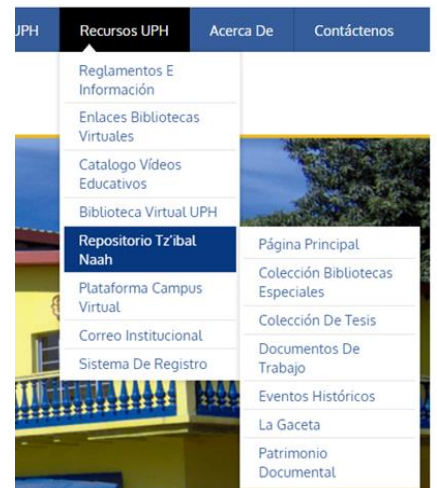 UPH
Recursos UPH
Acerca De
Contáctenos
Reglamentos E
Información
Enlaces Bibliotecas
Virtuales
Catalogo Vídeos
Educativos
Biblioteca Virtual UPH
Repositorio Tz'ibal
Naah
Plataforma Campus
Virtual
Correo Institucional
Sistema De Registro
Página Principal
Colección Bibliotecas
Especiales
Colección De Tesis
Documentos De
Trabajo
Eventos Históricos
La Gaceta
Patrimonio
Documental